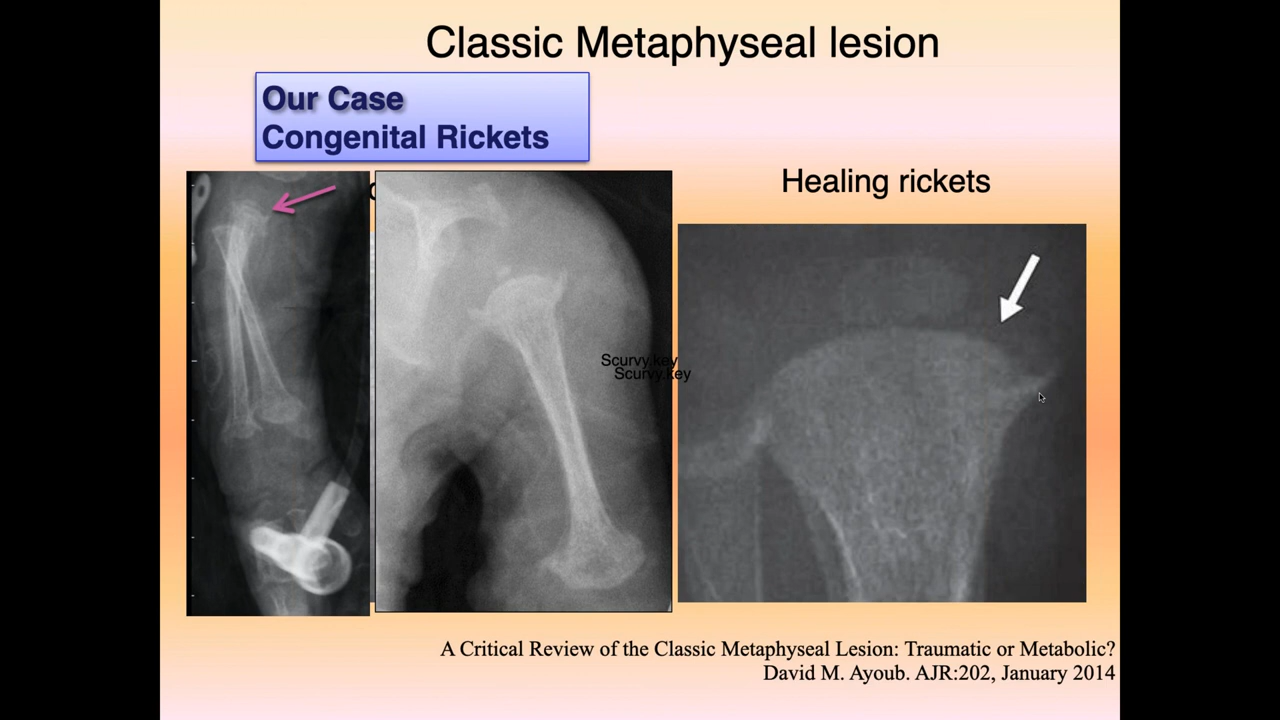 Classic Metaphyseal lesion
Our Case
Congenital Rickets
Healing rickets
Scurvy.key
Scurvy.key
A Critical Review of the Classic Metaphyseal Lesion: Traumatic or Metabolic?
David M. Ayoub. AJR:202, January 2014